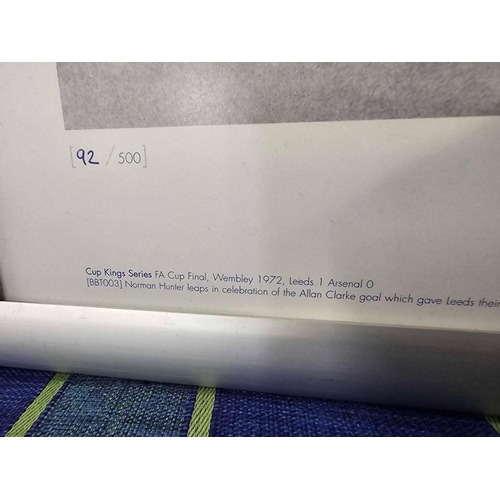 [92 / 500]
Cup Kings Series FA Cup Final, Wembley 1972, Leeds 1 Arsenal 0
[BBT003] Norman Hunter leaps in celebration of the Allan Clarke goal which gave Leeds their